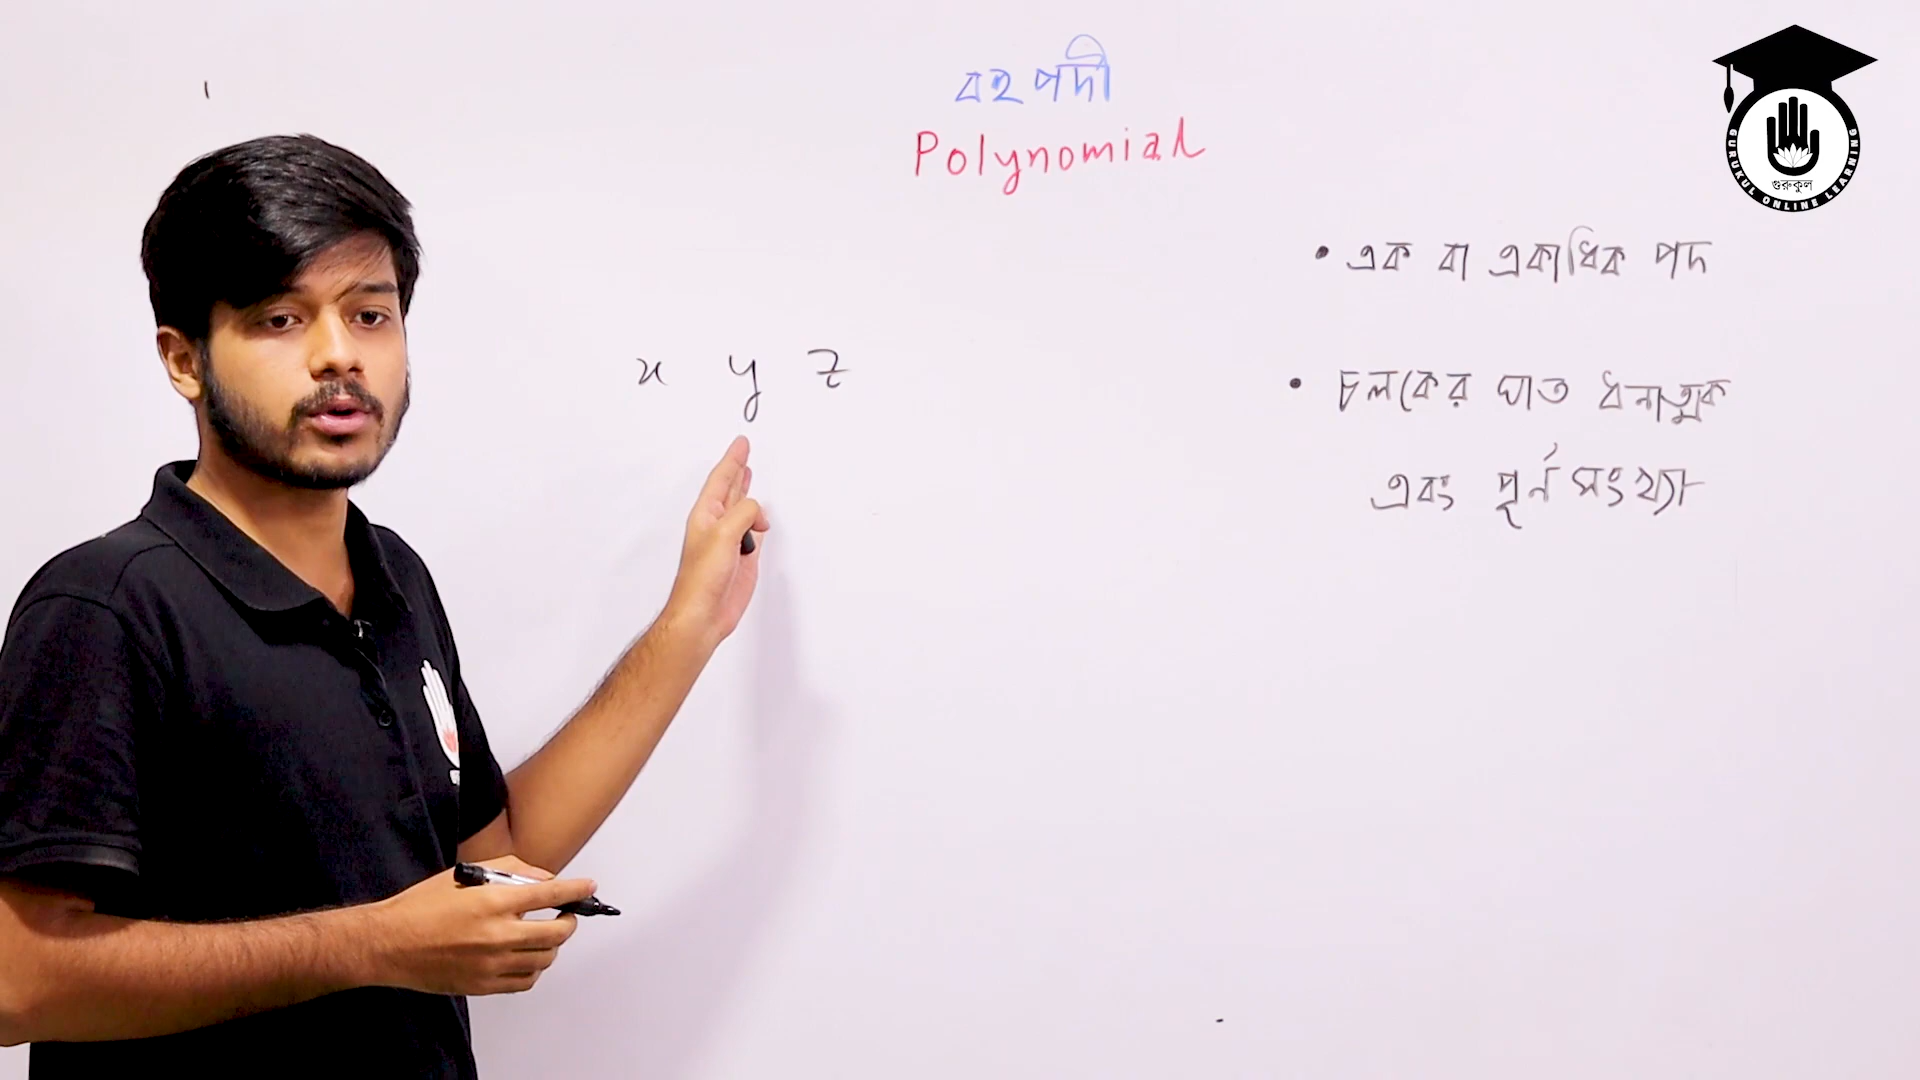 বহুপদী
Polynomial
• এক বা একাধিক পদ
x y z
• চলকের ঘাত ধনাত্মক
এবং পূর্ন সংখ্যা
গুরুকুল
GURUKUL ONLINE LEARNING